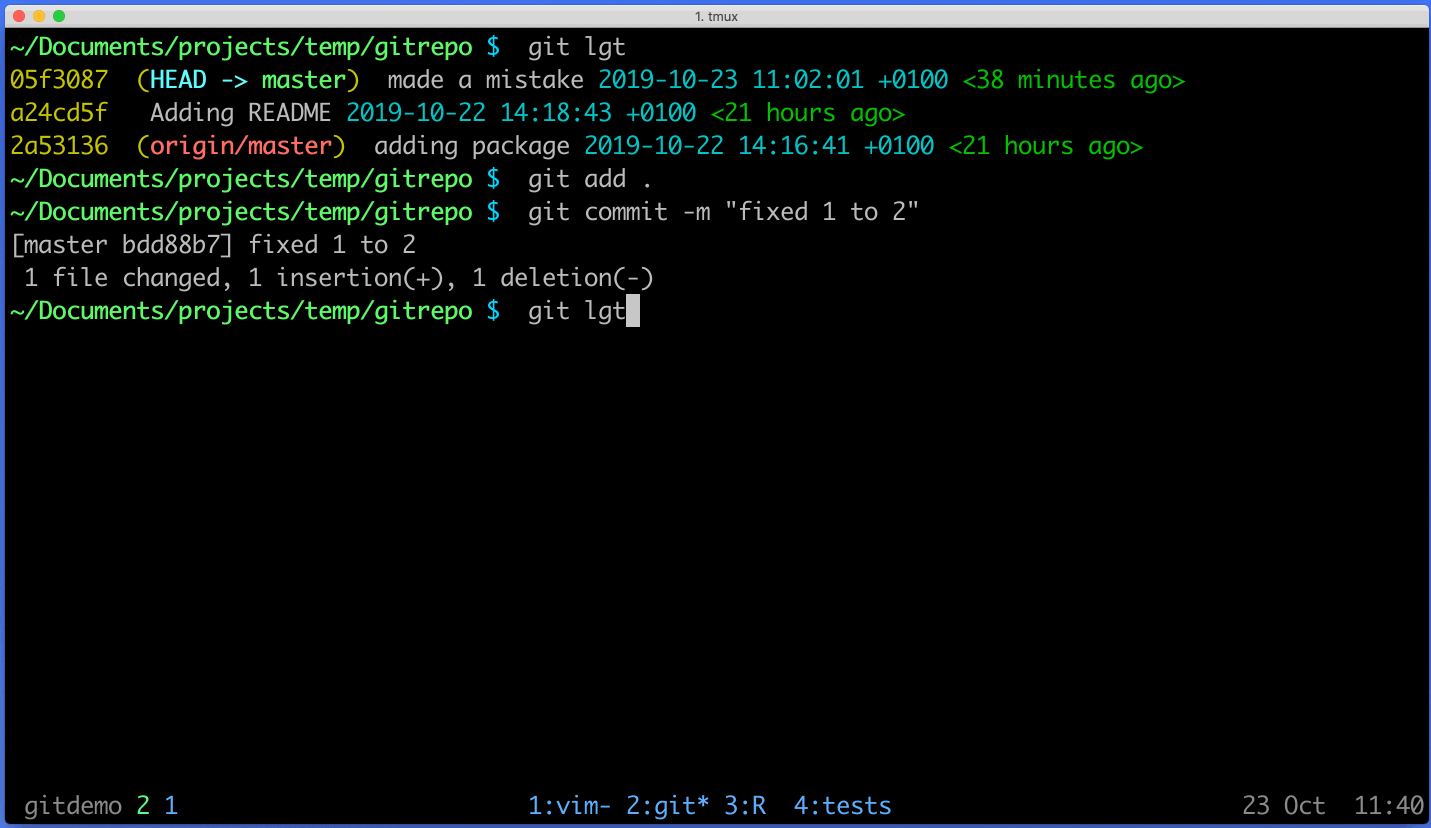 1. tmux
~/Documents/projects/temp/gitrepo $  git lgt
05f3087  (HEAD -> master)  made a mistake 2019-10-23 11:02:01 +0100 <38 minutes ago>
a24cd5f   Adding README 2019-10-22 14:18:43 +0100 <21 hours ago>
2a53136  (origin/master)  adding package 2019-10-22 14:16:41 +0100 <21 hours ago>
~/Documents/projects/temp/gitrepo $  git add .
~/Documents/projects/temp/gitrepo $  git commit -m "fixed 1 to 2"
[master bdd88b7] fixed 1 to 2
 1 file changed, 1 insertion(+), 1 deletion(-)
~/Documents/projects/temp/gitrepo $  git lgt
gitdemo 2 1 1:vim- 2:git* 3:R  4:tests 23 Oct  11:40